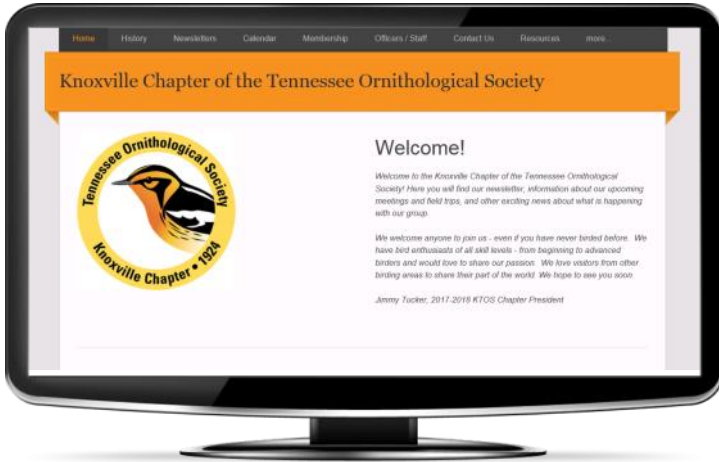 Home History Newsletters Calendar Membership Officers / Staff Contact Us Resources more...
Knoxville Chapter of the Tennessee Ornithological Society
Tennessee Ornithological Society
Knoxville Chapter • 1924
Welcome!
Welcome to the Knoxville Chapter of the Tennessee Ornithological
Society! Here you will find our newsletter, information about our upcoming
meetings and field trips, and other exciting news about what is happening
with our group.
We welcome anyone to join us - even if you have never birded before. We
have bird enthusiasts of all skill levels - from beginning to advanced
birders and would love to share our passion. We love visitors from other
birding areas to share their part of the world. We hope to see you soon.
Jimmy Tucker, 2017-2018 KTOS Chapter President